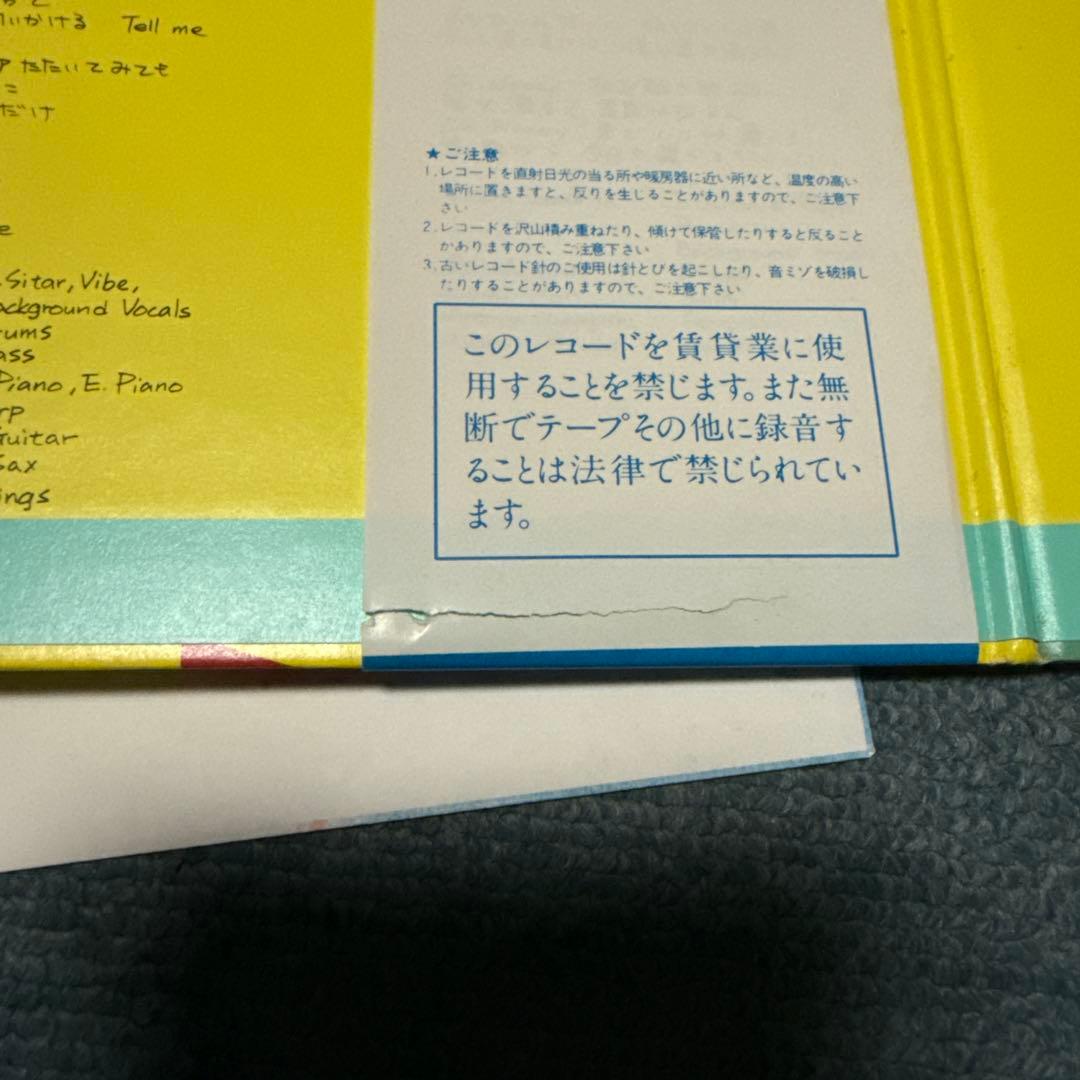 いかける Tell me
たたいてみても
こ
だけ
e
Sitar, Vibe,
ackground Vocals
rums
ass
Piano, E. Piano
rp
Guitar
Sax
ings
★ご注意
1. レコードを直射日光の当る所や暖房器に近い所など、温度の高い
場所に置きますと、反りを生じることがありますので、ご注意下
さい
2. レコードを沢山積み重ねたり、傾けて保管したりすると反ること
がありますので、ご注意下さい
3. 古いレコード針のご使用は針とびを起こしたり、音ミゾを破損し
たりすることがありますので、ご注意下さい
このレコードを賃貸業に使
用することを禁じます。また無
断でテープその他に録音す
ることは法律で禁じられてい
ます。